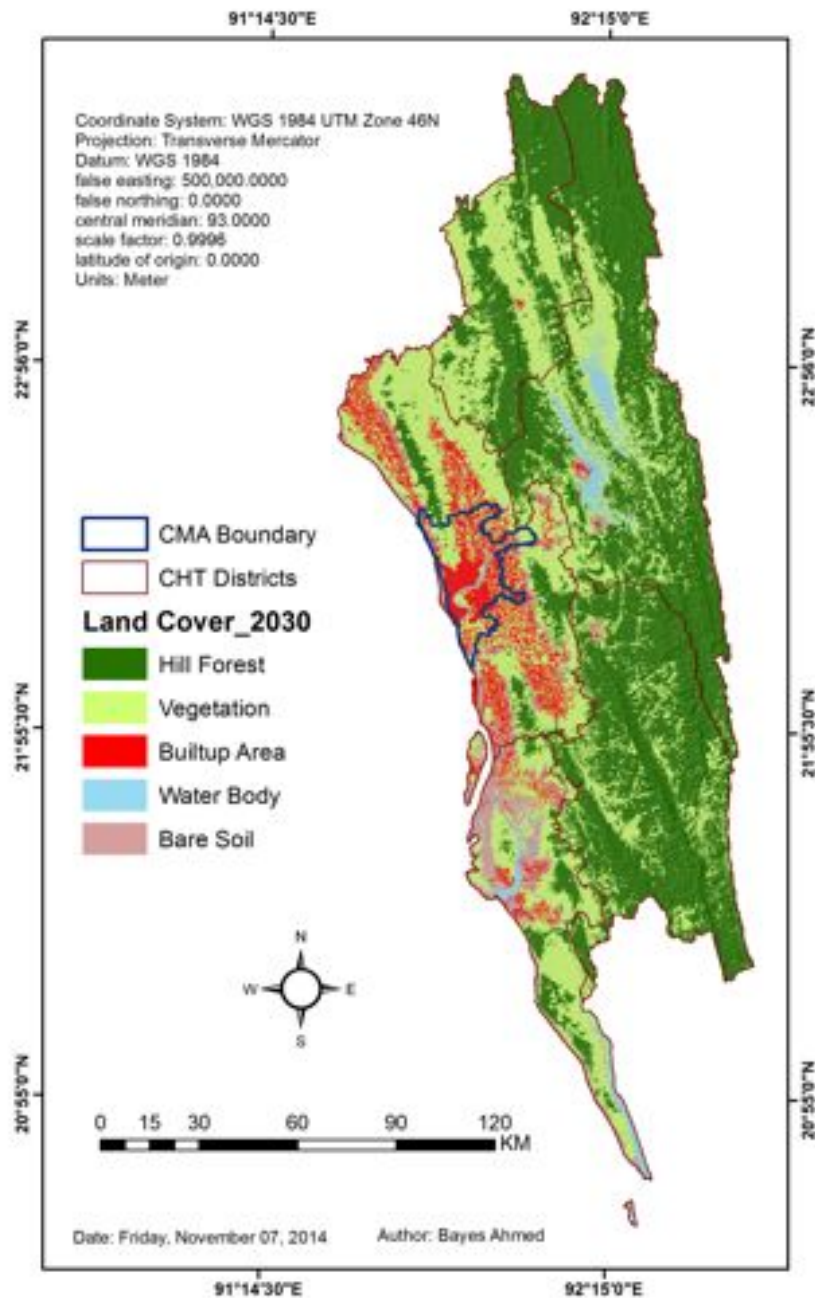 91°14'30"E
92°15'0"E
Coordinate System: WGS 1984 UTM Zone 46N
Projection: Transverse Mercator
Datum: WGS 1984
false easting: 500,000.0000
false northing: 0.0000
central meridian: 93.0000
scale factor: 0.9996
latitude of origin: 0.0000
Units: Meter
22°56'0"N
22°56'0"N
CMA Boundary
CHT Districts
Land Cover_2030
Hill Forest
Vegetation
Builtup Area
Water Body
Bare Soil
21°55'30"N
21°55'30"N
N
W
E
S
20°55'0"N
20°55'0"N
0 15 30 60 90 120
KM
Date: Friday, November 07, 2014
Author: Bayes Ahmed
91°14'30"E
92°15'0"E